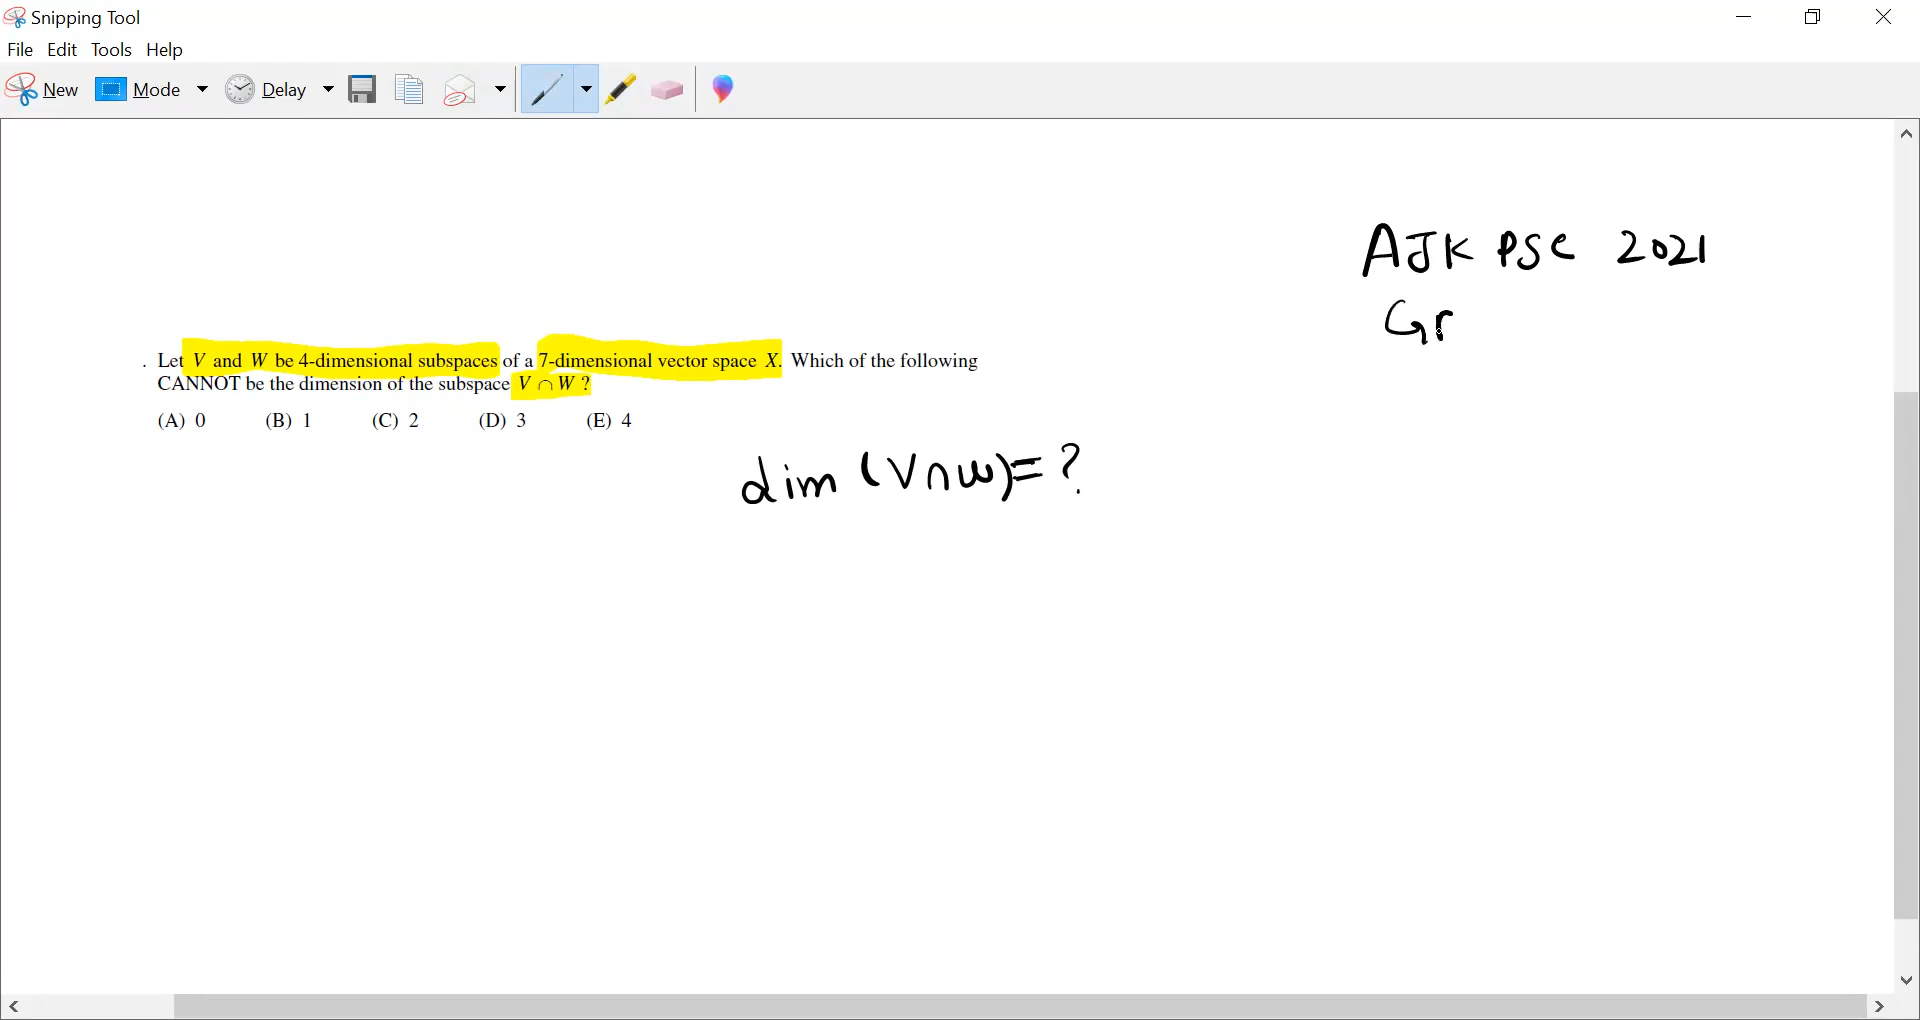 Snipping Tool
File Edit Tools Help
New Mode Delay
AJK PSC 2021
Gr
. Let V and W be 4-dimensional subspaces of a 7-dimensional vector space X. Which of the following
CANNOT be the dimension of the subspace V ∩ W ?
(A) 0 (B) 1 (C) 2 (D) 3 (E) 4
dim (V∩W)=?